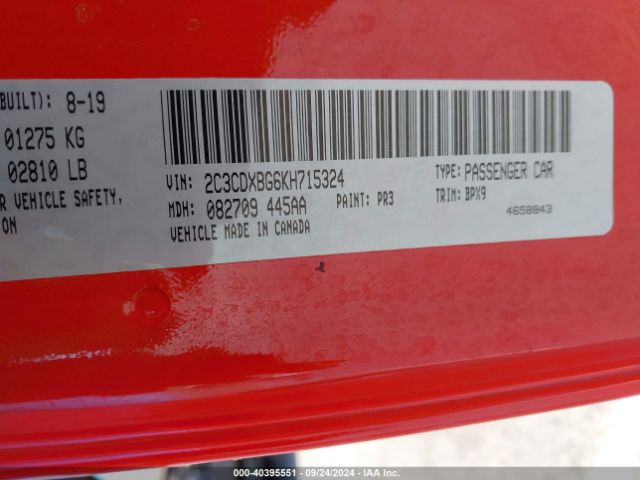 BUILT): 8-19
01275 KG
02810 LB
R VEHICLE SAFETY,
ON
VIN: 2C3CDXBG6KH715324
TYPE: PASSENGER CAR
MDH: 082709 445AA
PAINT: PR3
TRIM: BPX9
VEHICLE MADE IN CANADA
4658843
000-40395551 | 09/24/2024 | IAA Inc.